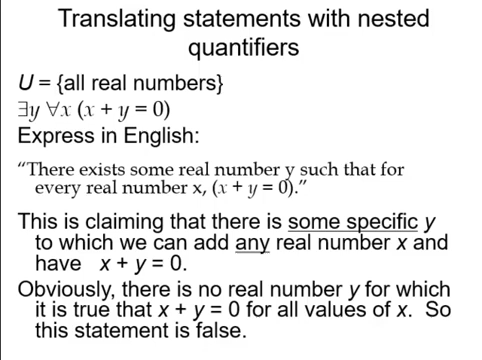 Translating statements with nested
quantifiers
U = {all real numbers}
∃y ∀x (x + y = 0)
Express in English:
“There exists some real number y such that for
every real number x, (x + y = 0).”
This is claiming that there is some specific y
to which we can add any real number x and
have x + y = 0.
Obviously, there is no real number y for which
it is true that x + y = 0 for all values of x. So
this statement is false.